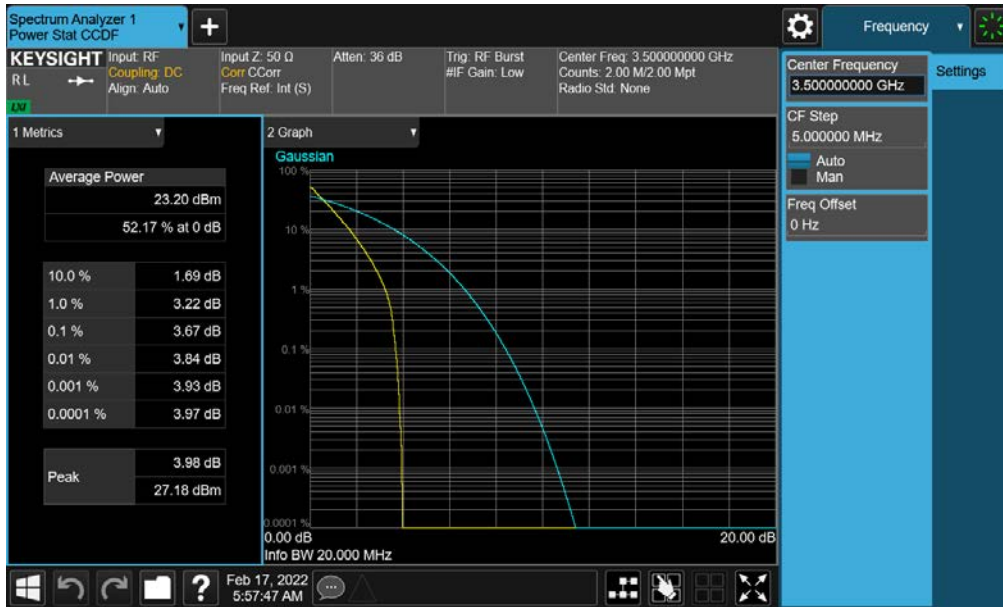 Spectrum Analyzer 1
Power Stat CCDF
Frequency
KEYSIGHT
RL
LXI
Input: RF
Coupling: DC
Align: Auto
Input Z: 50 Ω
Corr CCorr
Freq Ref: Int (S)
Atten: 36 dB
Trig: RF Burst
#IF Gain: Low
Center Freq: 3.500000000 GHz
Counts: 2.00 M/2.00 Mpt
Radio Std: None
Center Frequency
3.500000000 GHz
Settings
CF Step
5.000000 MHz
Auto
Man
Freq Offset
0 Hz
1 Metrics
Average Power
23.20 dBm
52.17 % at 0 dB
10.0 % 1.69 dB
1.0 % 3.22 dB
0.1 % 3.67 dB
0.01 % 3.84 dB
0.001 % 3.93 dB
0.0001 % 3.97 dB
Peak
3.98 dB
27.18 dBm
2 Graph
Gaussian
100 %
10 %
1 %
0.1 %
0.01 %
0.001 %
0.0001 %
0.00 dB 20.00 dB
Info BW 20.000 MHz
?
Feb 17, 2022
5:57:47 AM